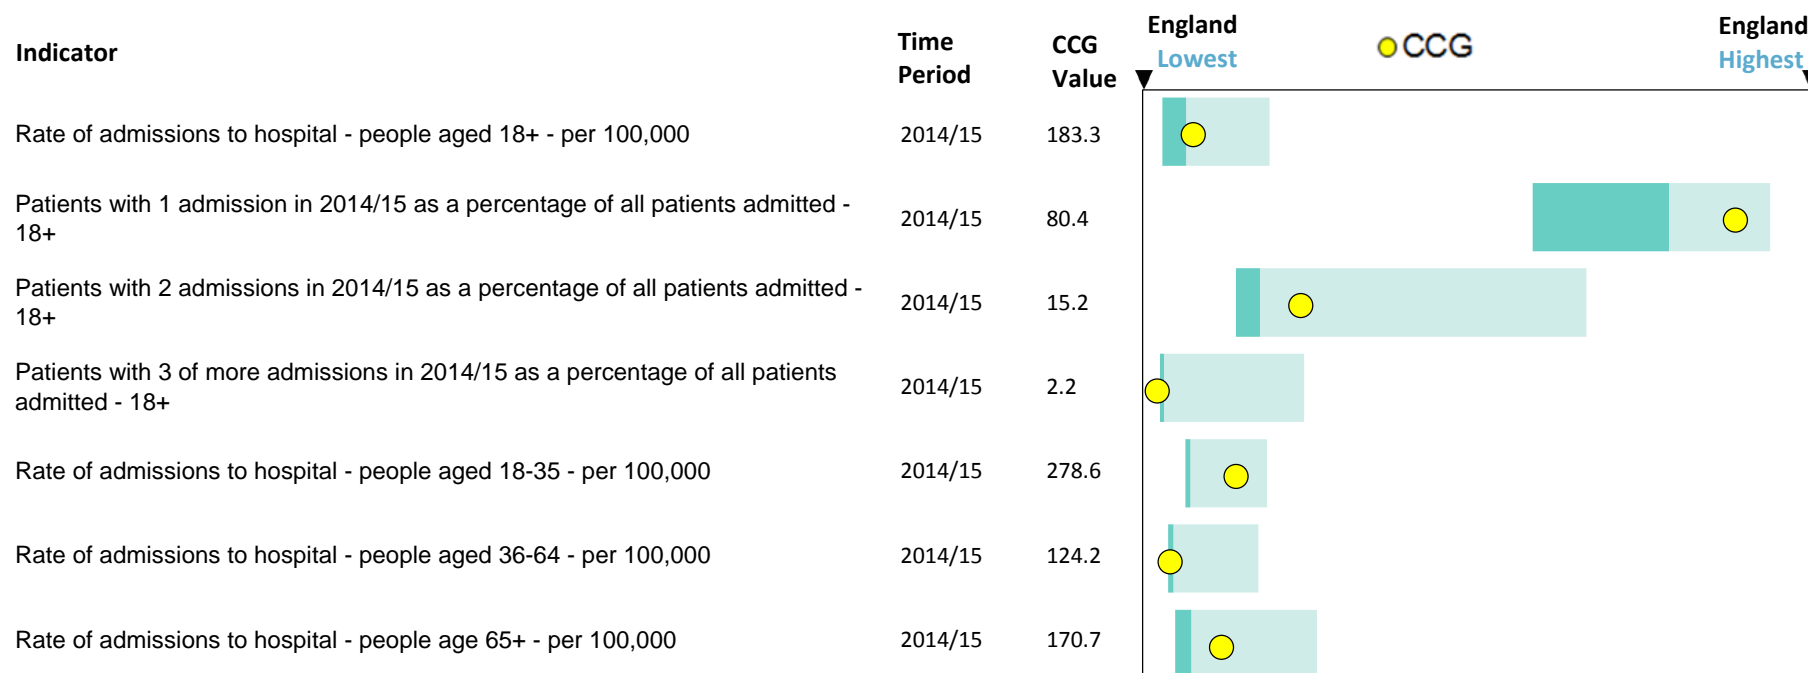 Indicator
Time Period
CCG Value
England Lowest
CCG
England Highest
Rate of admissions to hospital - people aged 18+ - per 100,000 2014/15 183.3
Patients with 1 admission in 2014/15 as a percentage of all patients admitted -
18+ 2014/15 80.4
Patients with 2 admissions in 2014/15 as a percentage of all patients admitted -
18+ 2014/15 15.2
Patients with 3 of more admissions in 2014/15 as a percentage of all patients
admitted - 18+ 2014/15 2.2
Rate of admissions to hospital - people aged 18-35 - per 100,000 2014/15 278.6
Rate of admissions to hospital - people aged 36-64 - per 100,000 2014/15 124.2
Rate of admissions to hospital - people age 65+ - per 100,000 2014/15 170.7